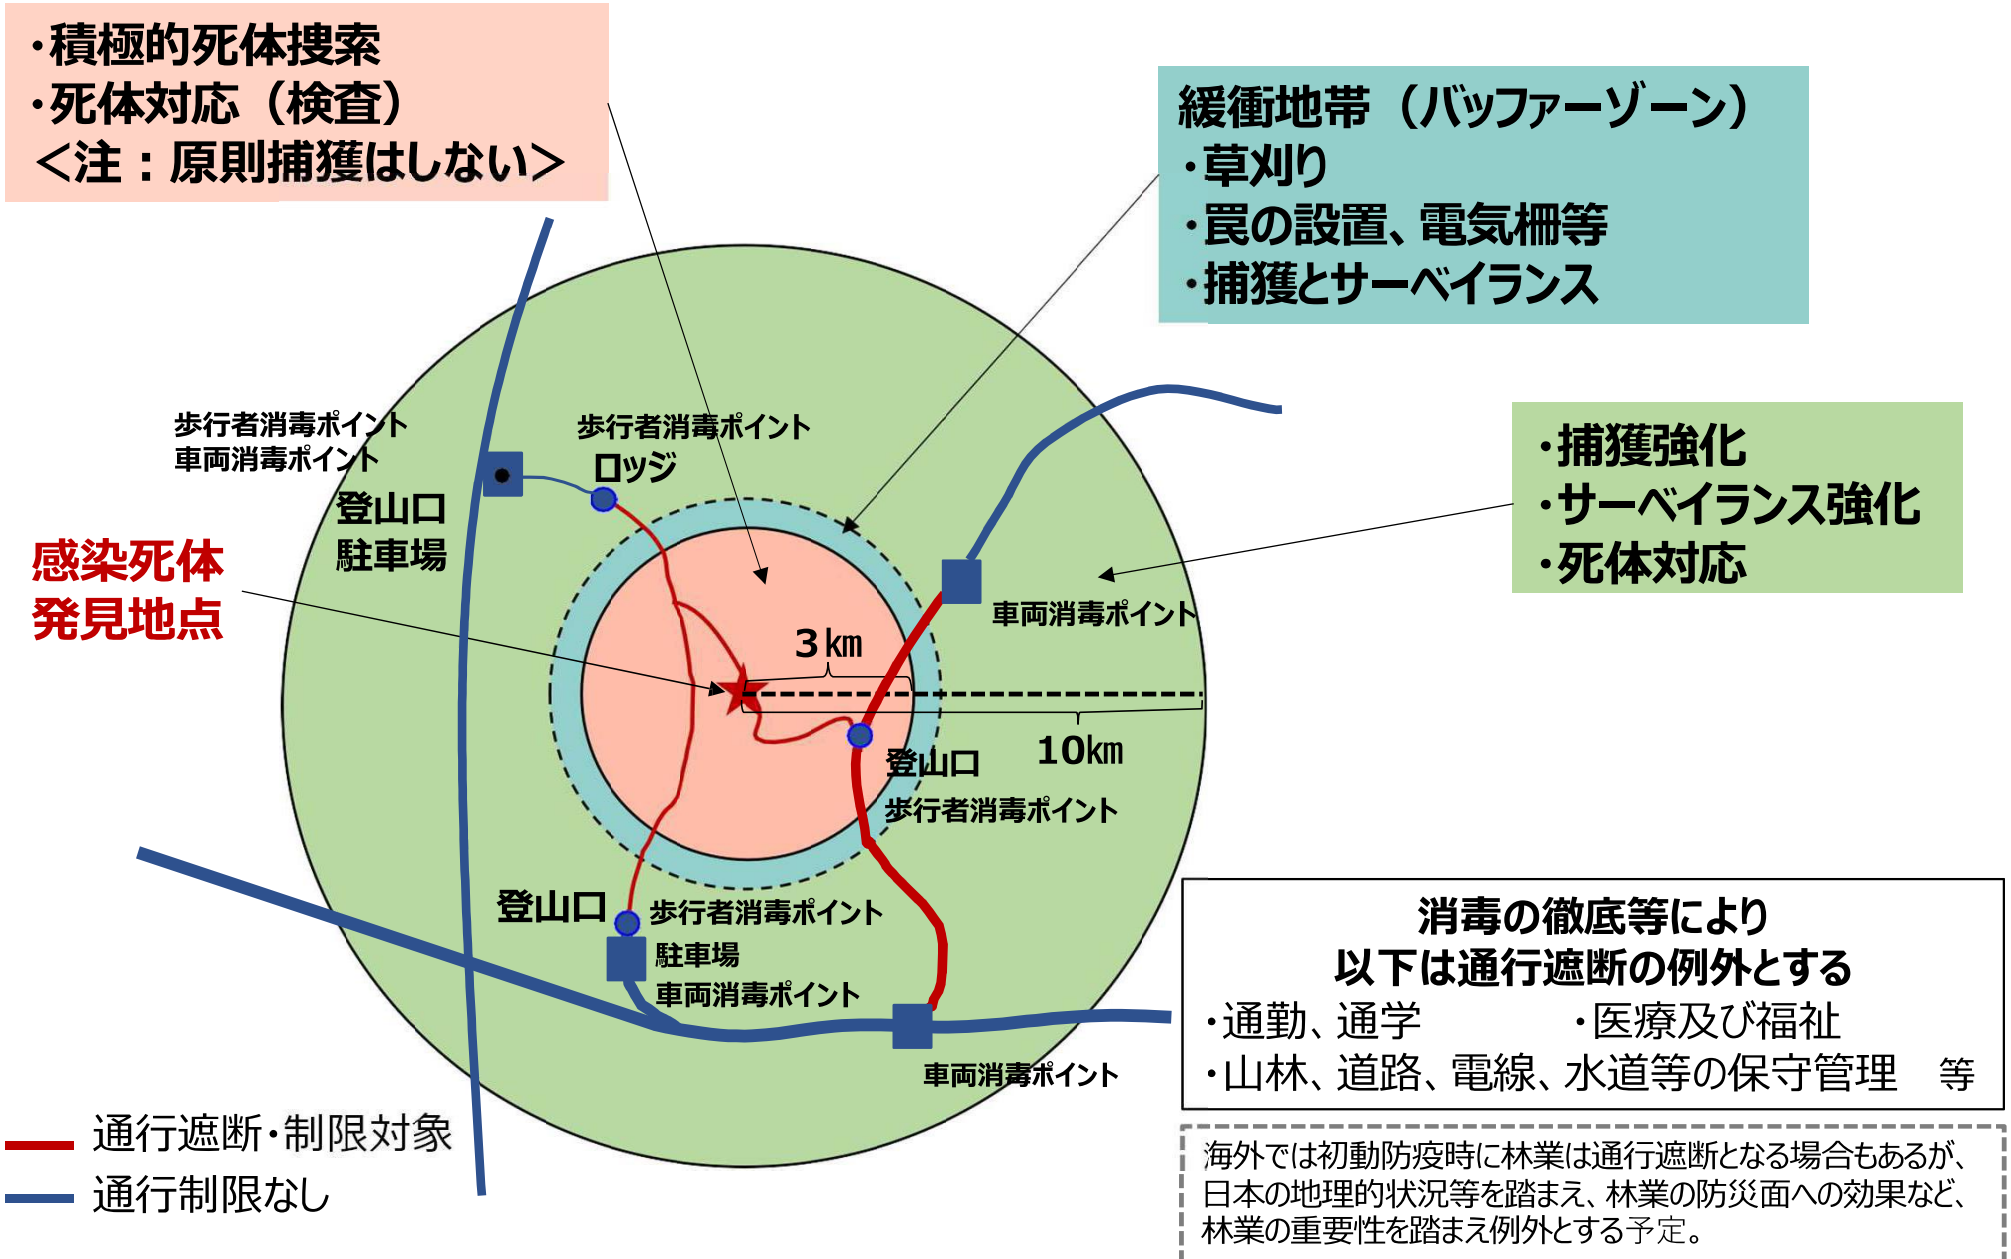 ・積極的死体捜索
・死体対応（検査）
＜注：原則捕獲はしない＞
緩衝地帯（バッファーゾーン）
・草刈り
・罠の設置、電気柵等
・捕獲とサーベイランス
・捕獲強化
・サーベイランス強化
・死体対応
歩行者消毒ポイント
車両消毒ポイント
登山口
駐車場
歩行者消毒ポイント
ロッジ
感染死体
発見地点
車両消毒ポイント
3㎞
10㎞
登山口
歩行者消毒ポイント
登山口
歩行者消毒ポイント
駐車場
車両消毒ポイント
車両消毒ポイント
消毒の徹底等により
以下は通行遮断の例外とする
・通勤、通学　・医療及び福祉
・山林、道路、電線、水道等の保守管理　等
海外では初動防疫時に林業は通行遮断となる場合もあるが、
日本の地理的状況等を踏まえ、林業の防災面への効果など、
林業の重要性を踏まえ例外とする予定。
通行遮断・制限対象
通行制限なし